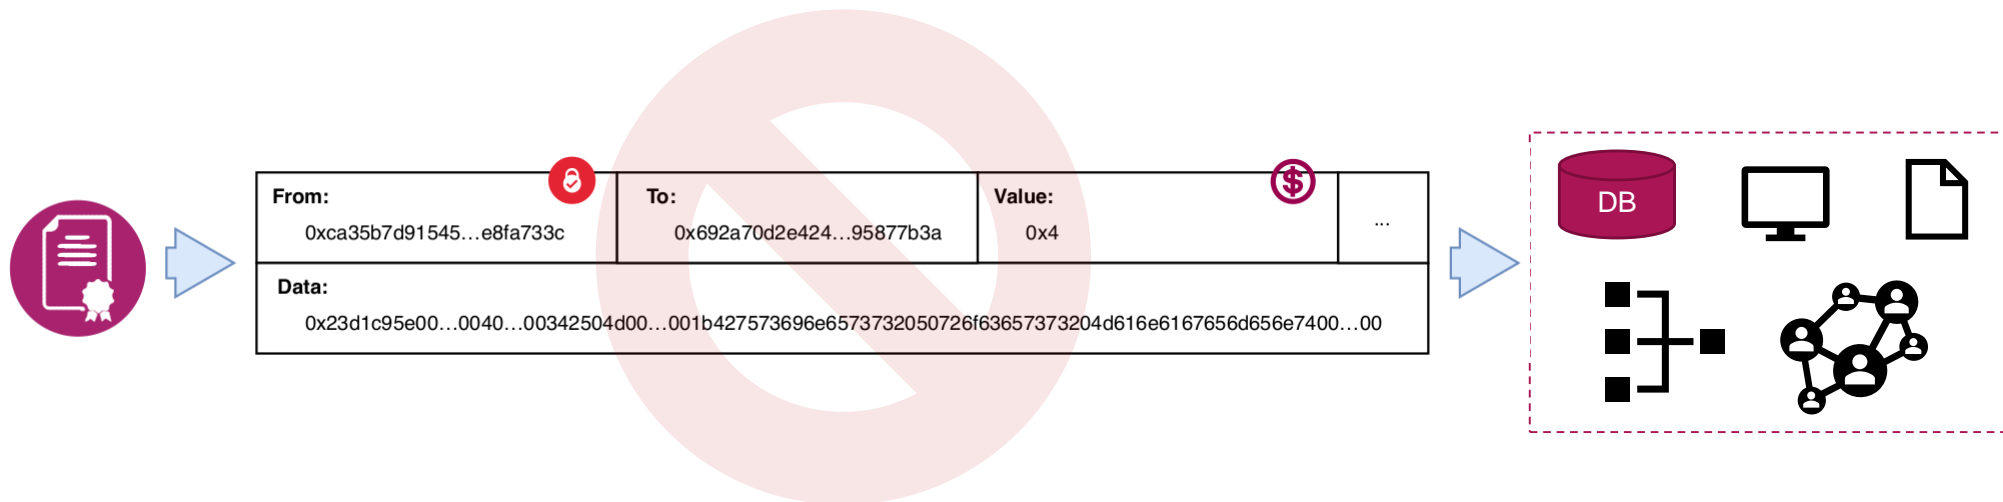 From:
0xca35b7d91545...e8fa733c
To:
0x692a70d2e424...95877b3a
Value:
0x4
...
Data:
0x23d1c95e00...0040...00342504d00...001b427573696e6573732050726f63657373204d616e6167656d656e7400...00
$
DB